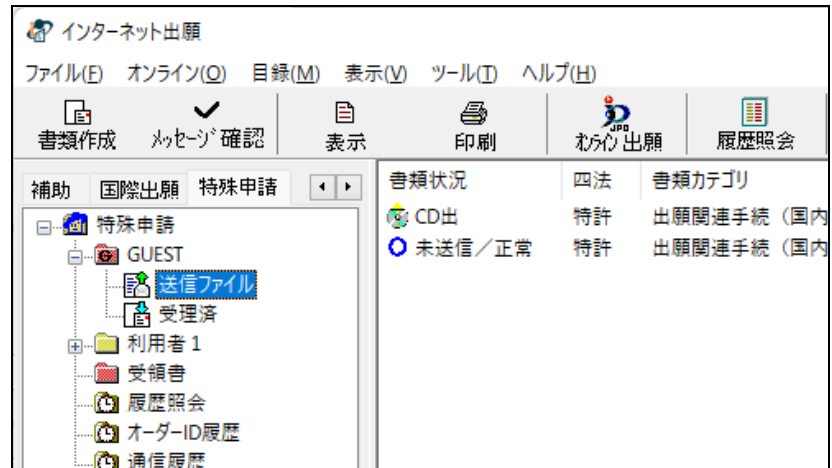 インターネット出願
ファイル(F) オンライン(O) 目録(M) 表示(V) ツール(T) ヘルプ(H)
書類作成 メッセージ確認 表示 印刷 オンライン出願 履歴照会
JPO
補助 国際出願 特殊申請
書類状況 四法 書類カテゴリ
特殊申請
GUEST
送信ファイル
受理済
利用者1
受領書
履歴照会
オーダーID履歴
通信履歴
CD出 特許 出願関連手続(国内
未送信/正常 特許 出願関連手続(国内